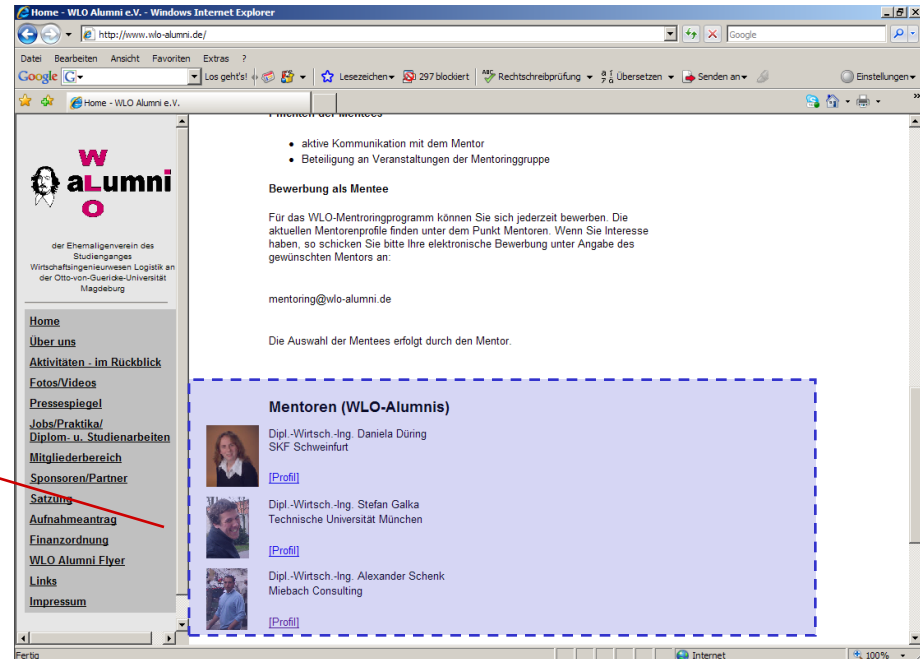 Home - WLO Alumni e.V. - Windows Internet Explorer
http://www.wlo-alumni.de/
Google
Datei Bearbeiten Ansicht Favoriten Extras ?
Google G Los geht's! Lesezeichen 297 blockiert Rechtschreibprüfung Übersetzen Senden an Einstellungen
Home - WLO Alumni e.V.
W
aLumni
O
der Ehemaligenverein des
Studienganges
Wirtschaftsingenieurwesen Logistik an
der Otto-von-Guericke-Universität
Magdeburg
Home
Über uns
Aktivitäten - im Rückblick
Fotos/Videos
Pressespiegel
Jobs/Praktika/
Diplom- u. Studienarbeiten
Mitgliederbereich
Sponsoren/Partner
Satzung
Aufnahmeantrag
Finanzordnung
WLO Alumni Flyer
Links
Impressum
Pflichten der Mentees
aktive Kommunikation mit dem Mentor
Beteiligung an Veranstaltungen der Mentoringgruppe
Bewerbung als Mentee
Für das WLO-Mentroringprogramm können Sie sich jederzeit bewerben. Die
aktuellen Mentorenprofile finden unter dem Punkt Mentoren. Wenn Sie Interesse
haben, so schicken Sie bitte Ihre elektronische Bewerbung unter Angabe des
gewünschten Mentors an:
mentoring@wlo-alumni.de
Die Auswahl der Mentees erfolgt durch den Mentor.
Mentoren (WLO-Alumnis)
Dipl.-Wirtsch.-Ing. Daniela Düring
SKF Schweinfurt
[Profil]
Dipl.-Wirtsch.-Ing. Stefan Galka
Technische Universität München
[Profil]
Dipl.-Wirtsch.-Ing. Alexander Schenk
Miebach Consulting
[Profil]
Fertig Internet 100%